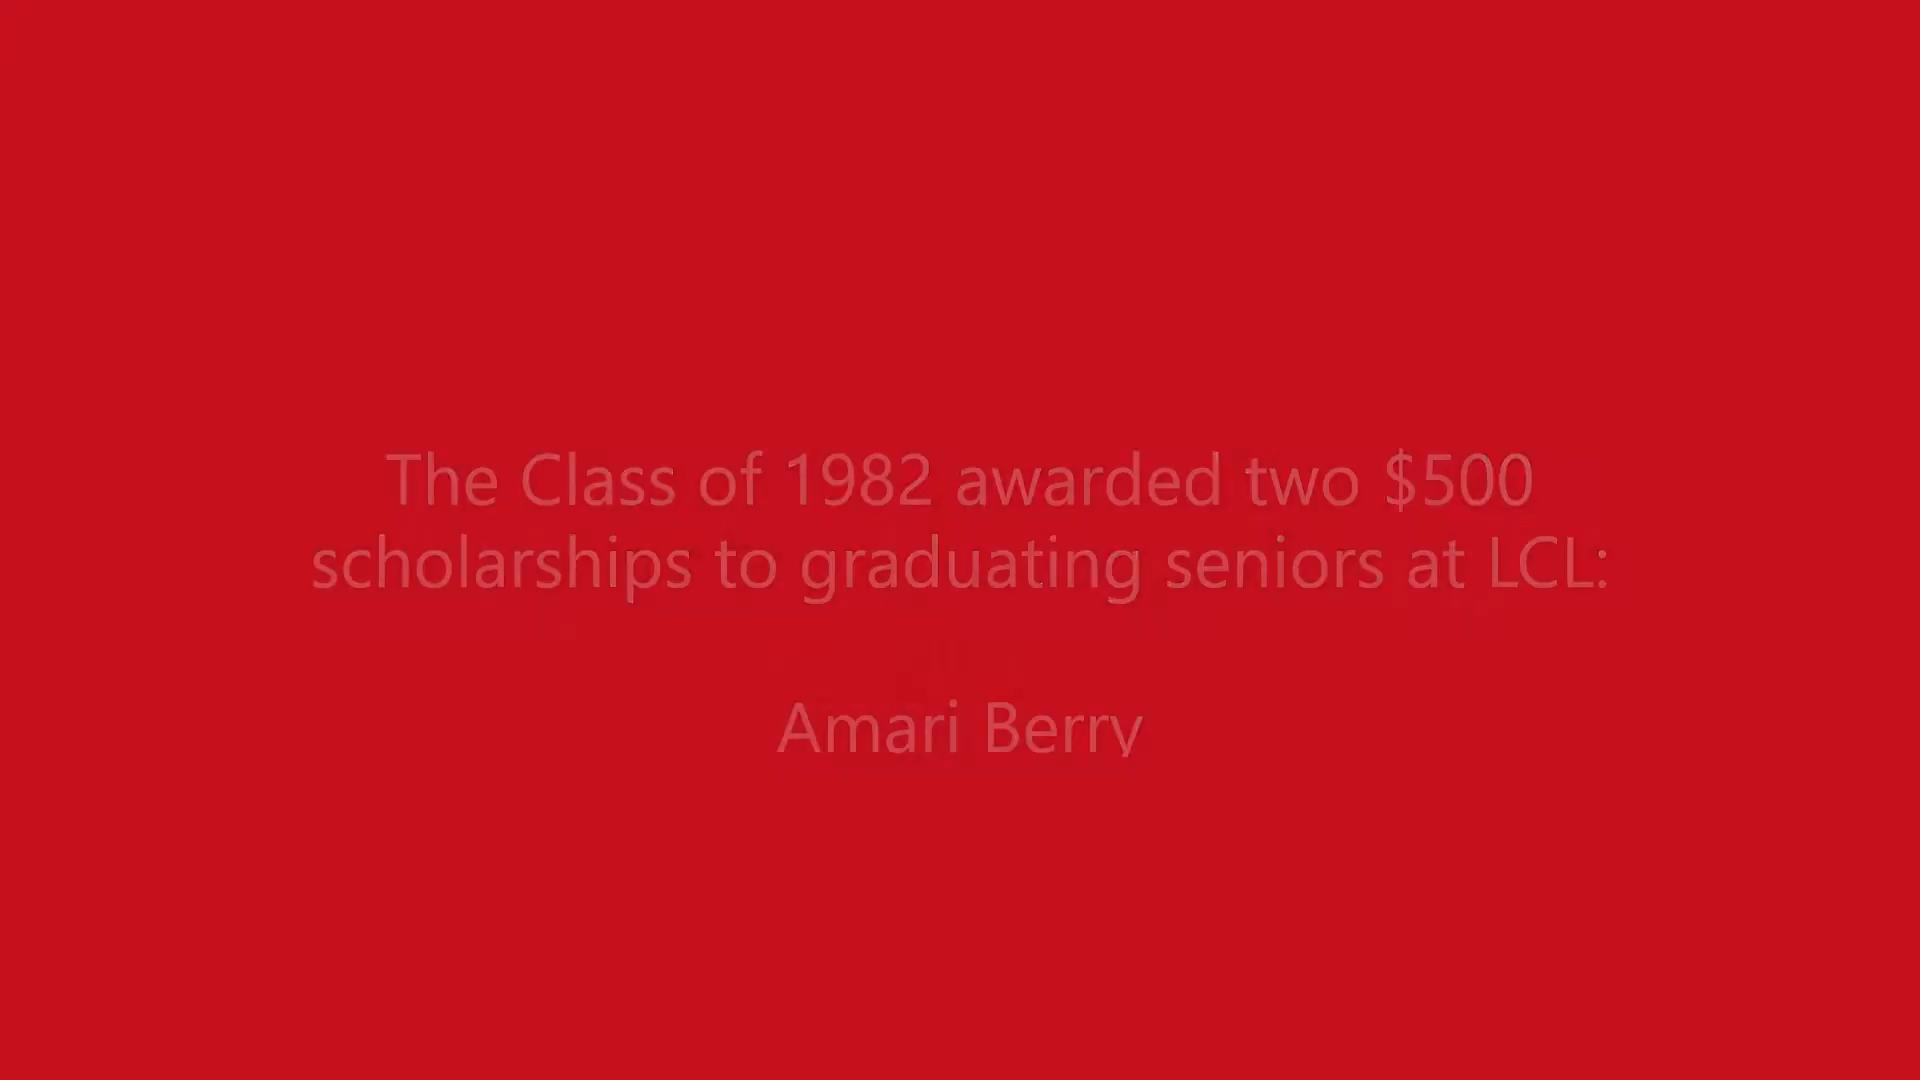 The Class of 1982 awarded two $500
scholarships to graduating seniors at LCL:
Amari Berry